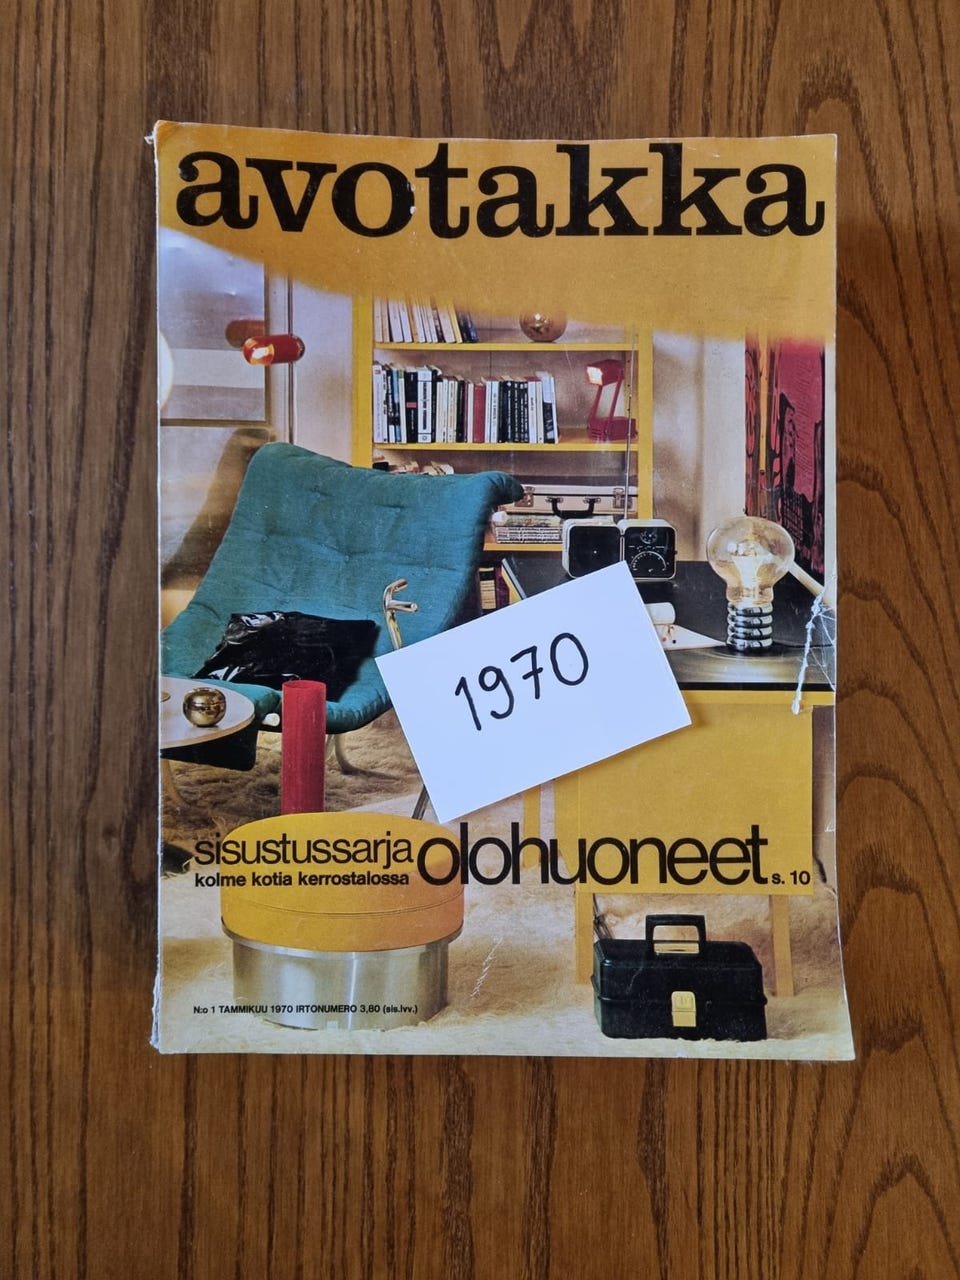 avotakka
1970
sisustussarja olohuoneet s. 10
kolme kotia kerrostalossa
N:o 1 TAMMIKUU 1970 IRTONUMERO 3,80 (sis.lvv.)